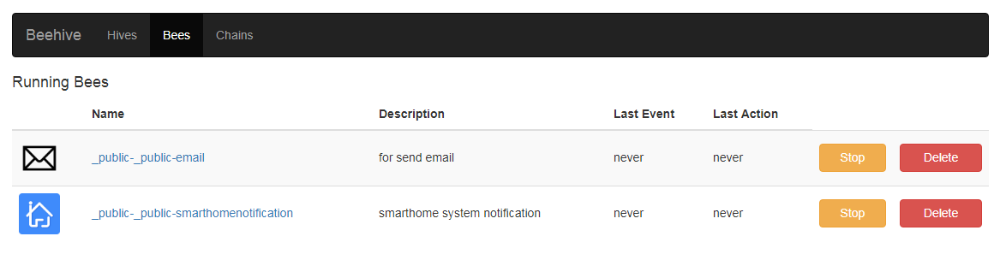 Beehive Hives Bees Chains
Running Bees
Name Description Last Event Last Action
_public-_public-email for send email never never Stop Delete
_public-_public-smarthomenotification smarthome system notification never never Stop Delete